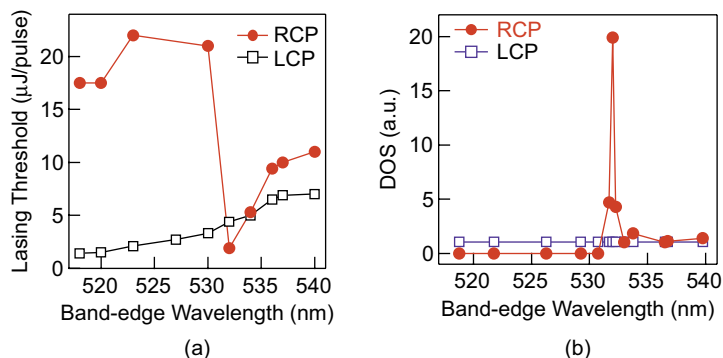 (a)
RCP
LCP
Lasing Threshold (μJ/pulse)
20
15
10
5
0
520 525 530 535 540
Band-edge Wavelength (nm)
(a)
(b)
RCP
LCP
DOS (a.u.)
20
15
10
5
0
520 525 530 535 540
Band-edge Wavelength (nm)
(b)